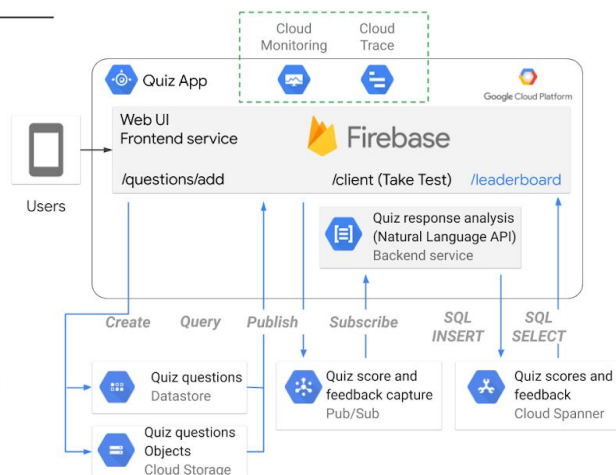 Cloud
Monitoring
Cloud
Trace
Quiz App
Google Cloud Platform
Web UI
Frontend service
Firebase
/questions/add
/client (Take Test)
/leaderboard
Users
Quiz response analysis
(Natural Language API)
Backend service
Create
Query
Publish
Subscribe
SQL
INSERT
SQL
SELECT
Quiz questions
Datastore
Quiz score and
feedback capture
Pub/Sub
Quiz scores and
feedback
Cloud Spanner
Quiz questions
Objects
Cloud Storage